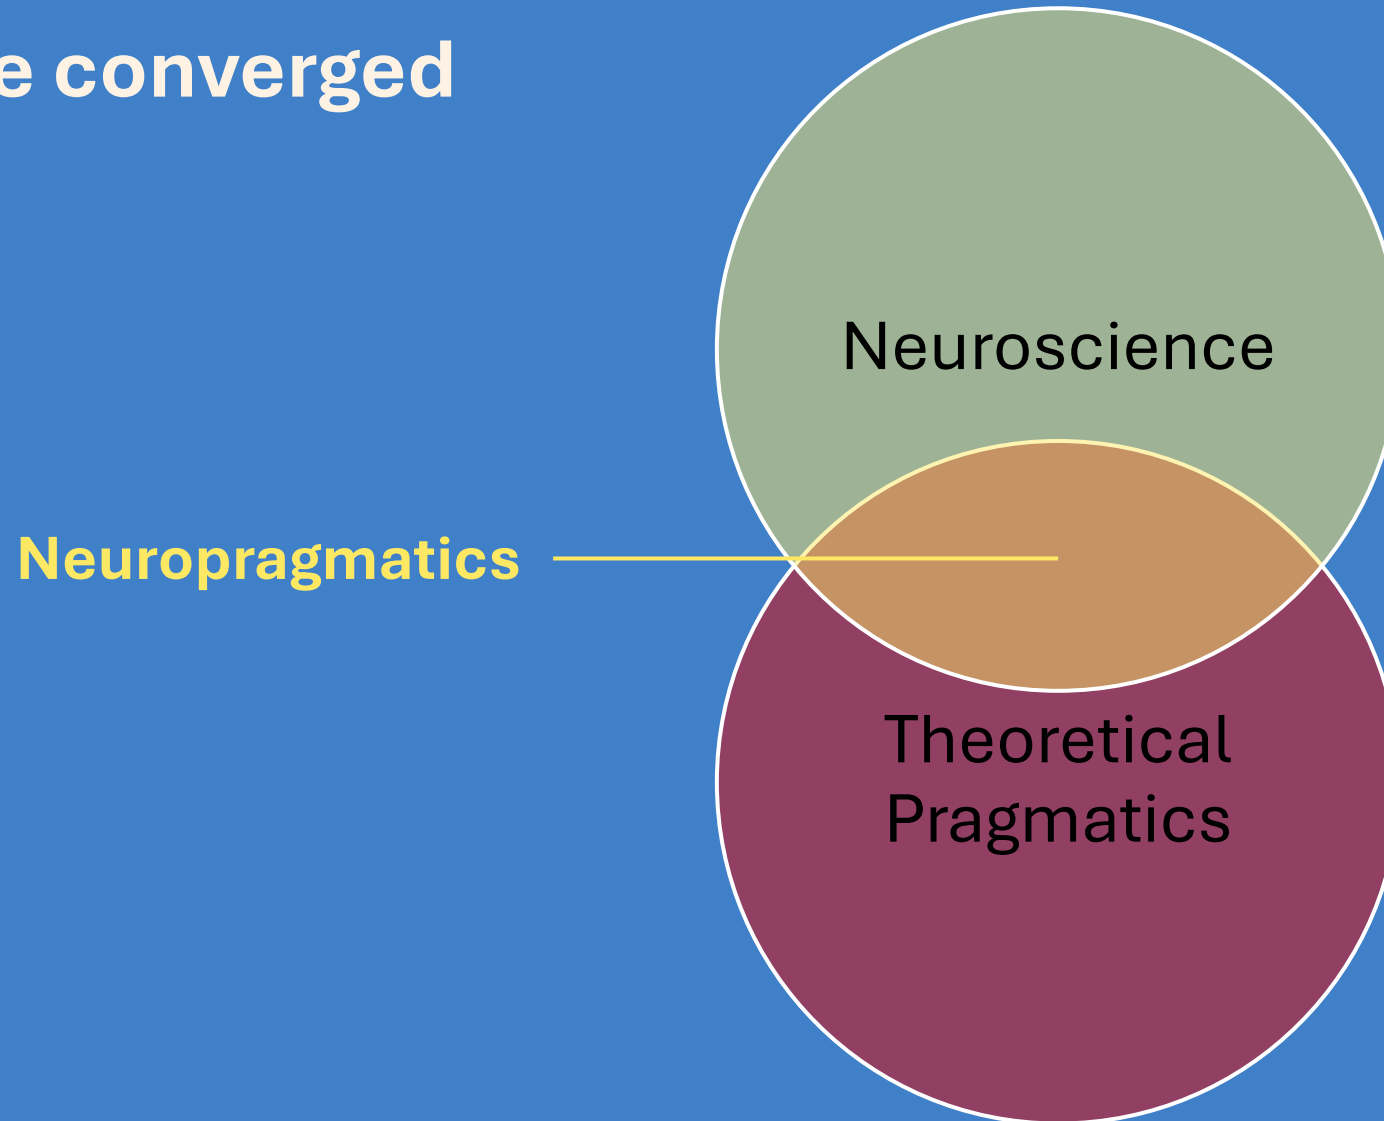 e converged
Neuroscience
Neuropragmatics
Theoretical
Pragmatics